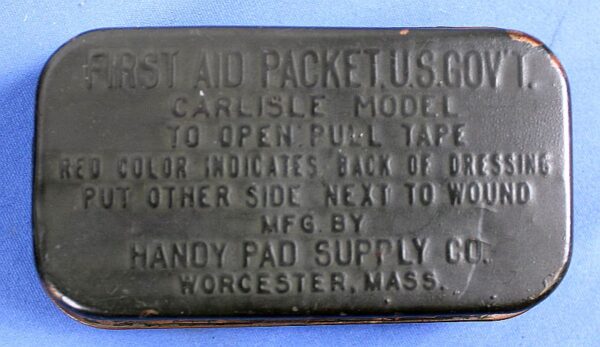 FIRST AID PACKET, U.S. GOV'T.
CARLISLE MODEL
TO OPEN PULL TAPE
RED COLOR INDICATES BACK OF DRESSING
PUT OTHER SIDE NEXT TO WOUND
MFG. BY
HANDY PAD SUPPLY CO.
WORCESTER, MASS.